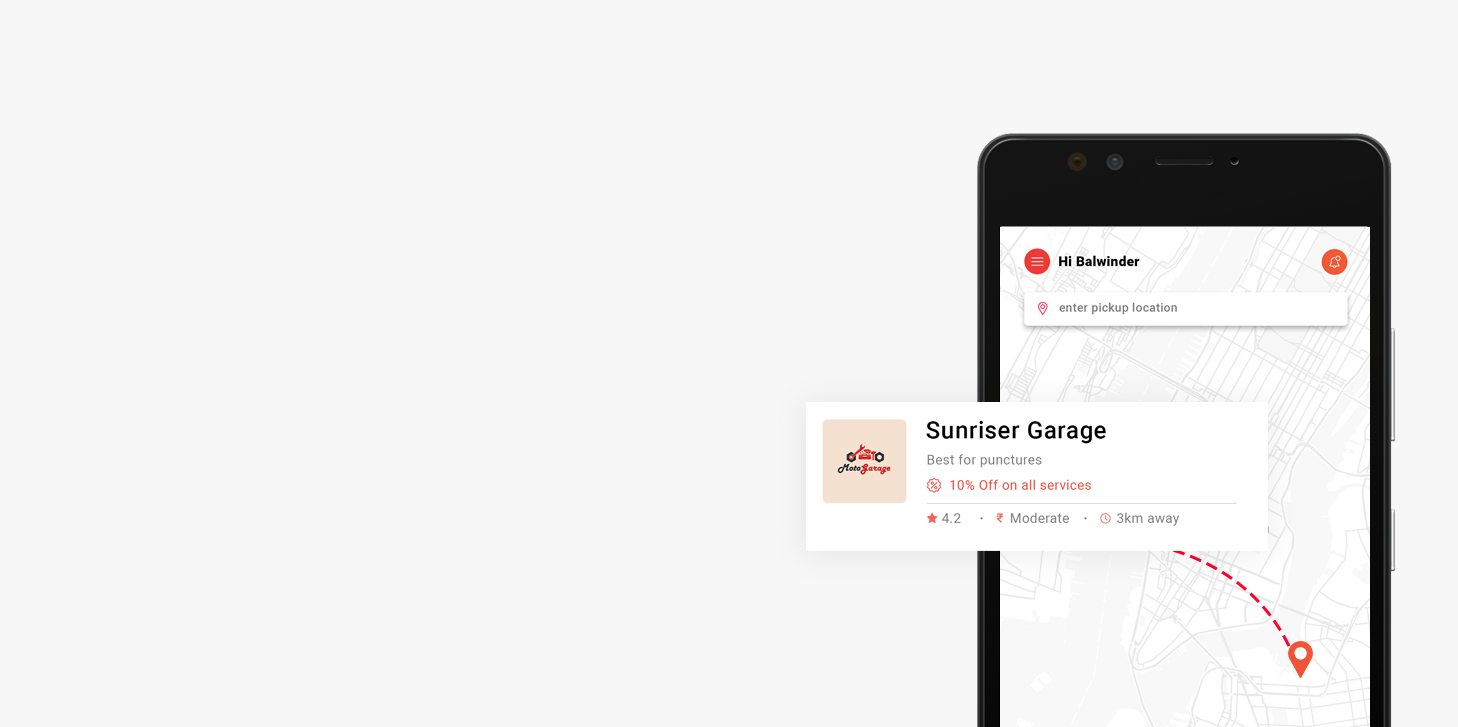 Hi Balwinder
enter pickup location
Sunriser Garage
MotoGarage
Best for punctures
10% Off on all services
4.2 • ₹ Moderate • 3km away